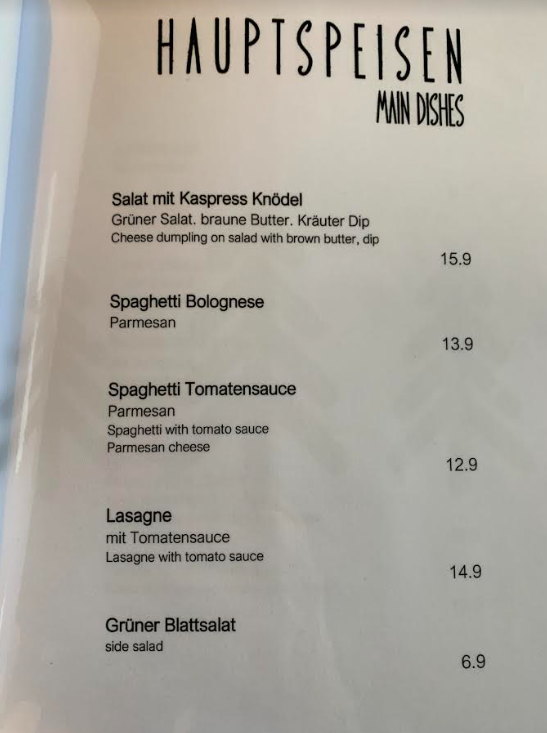 HAUPTSPEISEN
MAIN DISHES
Salat mit Kaspress Knödel
Grüner Salat. braune Butter. Kräuter Dip
Cheese dumpling on salad with brown butter, dip
15.9
Spaghetti Bolognese
Parmesan
13.9
Spaghetti Tomatensauce
Parmesan
Spaghetti with tomato sauce
Parmesan cheese
12.9
Lasagne
mit Tomatensauce
Lasagne with tomato sauce
14.9
Grüner Blattsalat
side salad
6.9